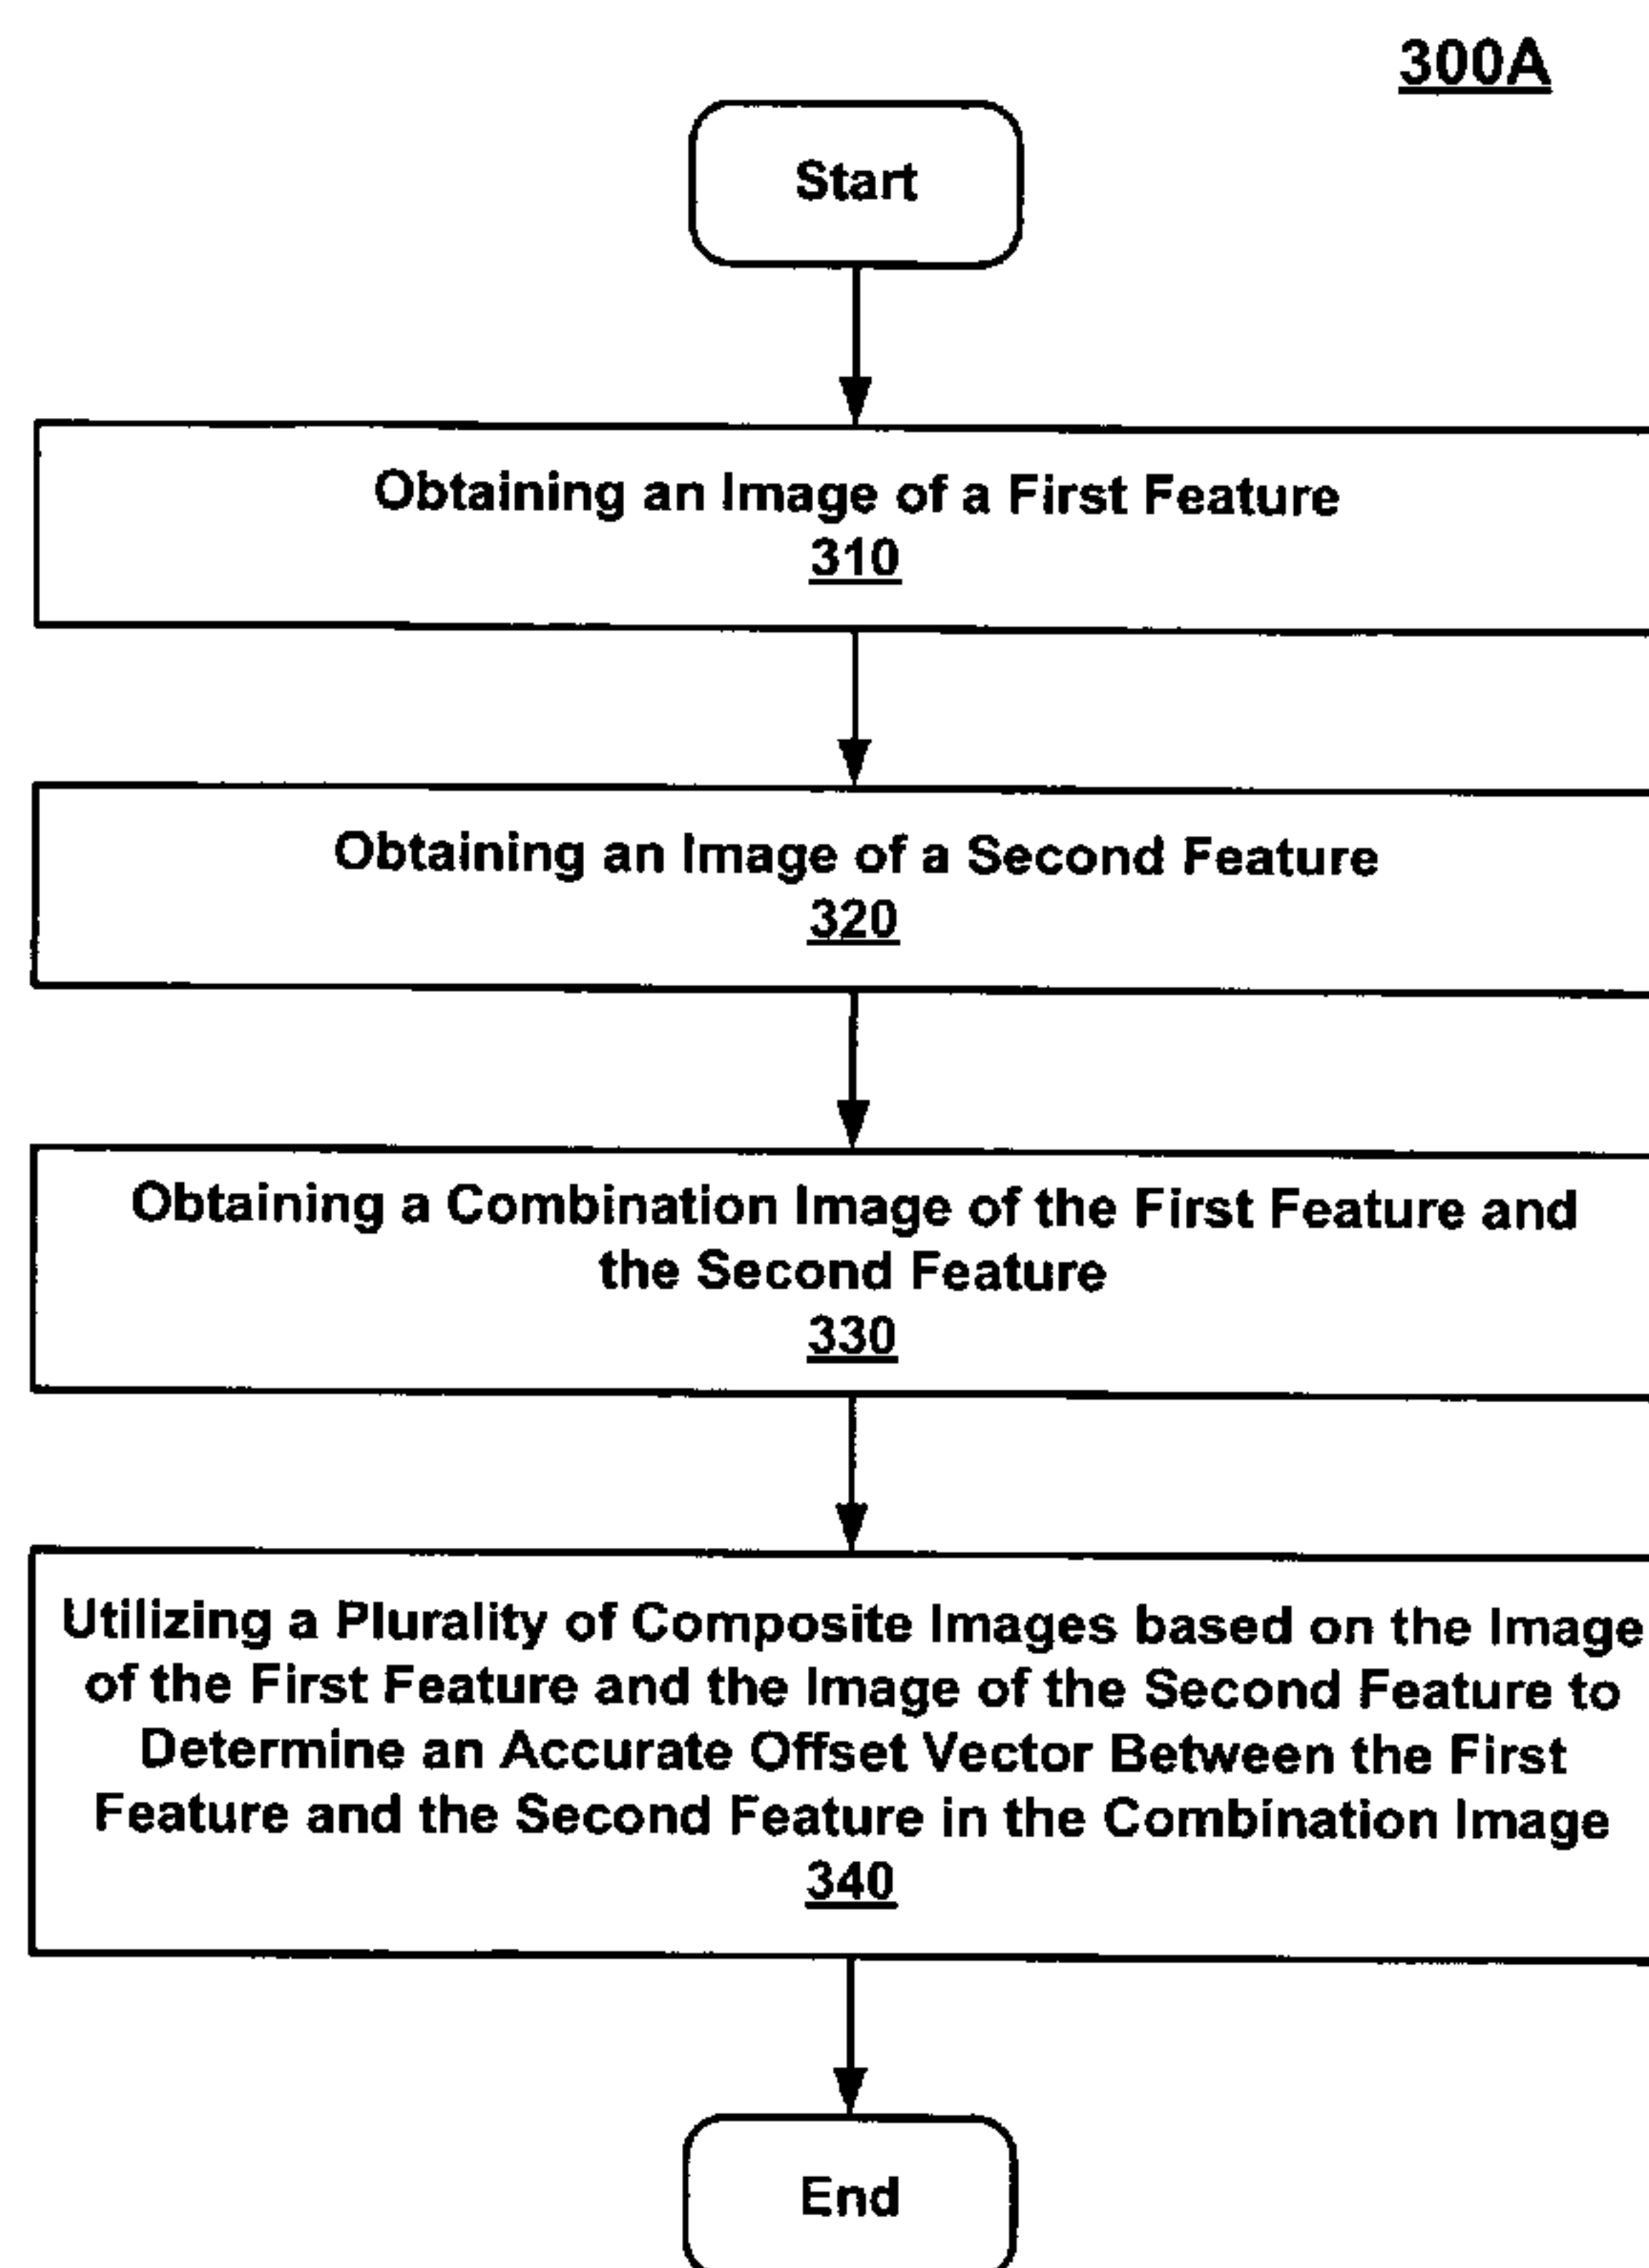 300A
Start
Obtaining an Image of a First Feature
310
Obtaining an Image of a Second Feature
320
Obtaining a Combination Image of the First Feature and
the Second Feature
330
Utilizing a Plurality of Composite Images based on the Image
of the First Feature and the Image of the Second Feature to
Determine an Accurate Offset Vector Between the First
Feature and the Second Feature in the Combination Image
340
End